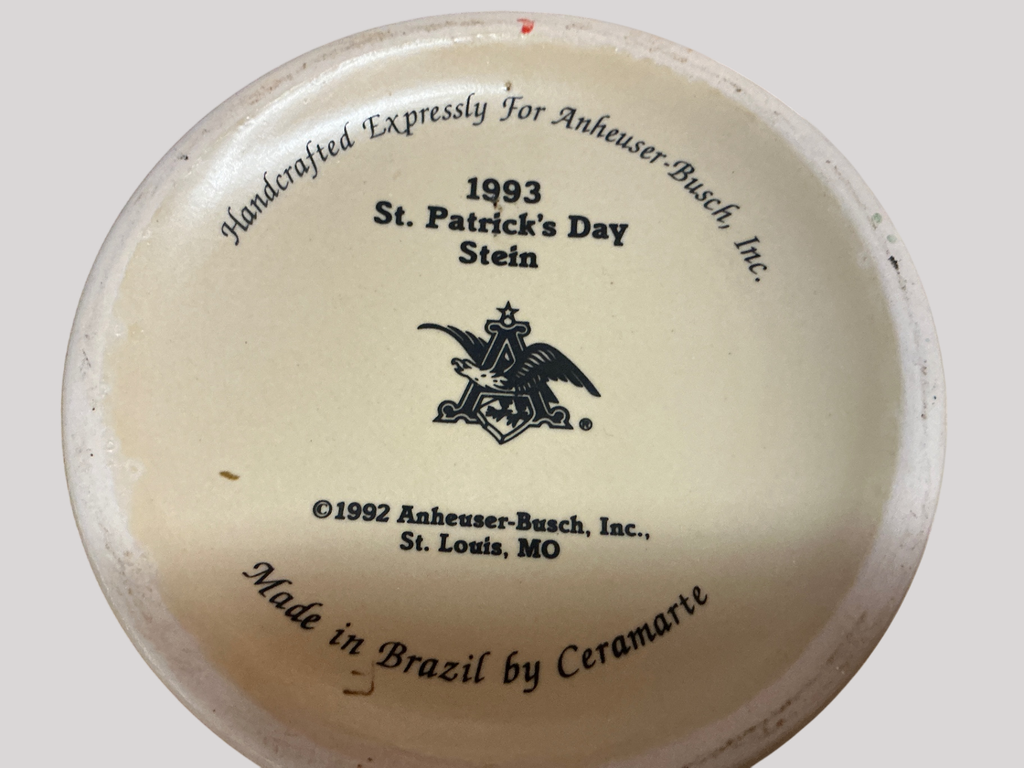 Handcrafted Expressly For Anheuser-Busch, Inc.
1993
St. Patrick's Day
Stein
A
®
©1992 Anheuser-Busch, Inc.,
St. Louis, MO
Made in Brazil by Ceramarte